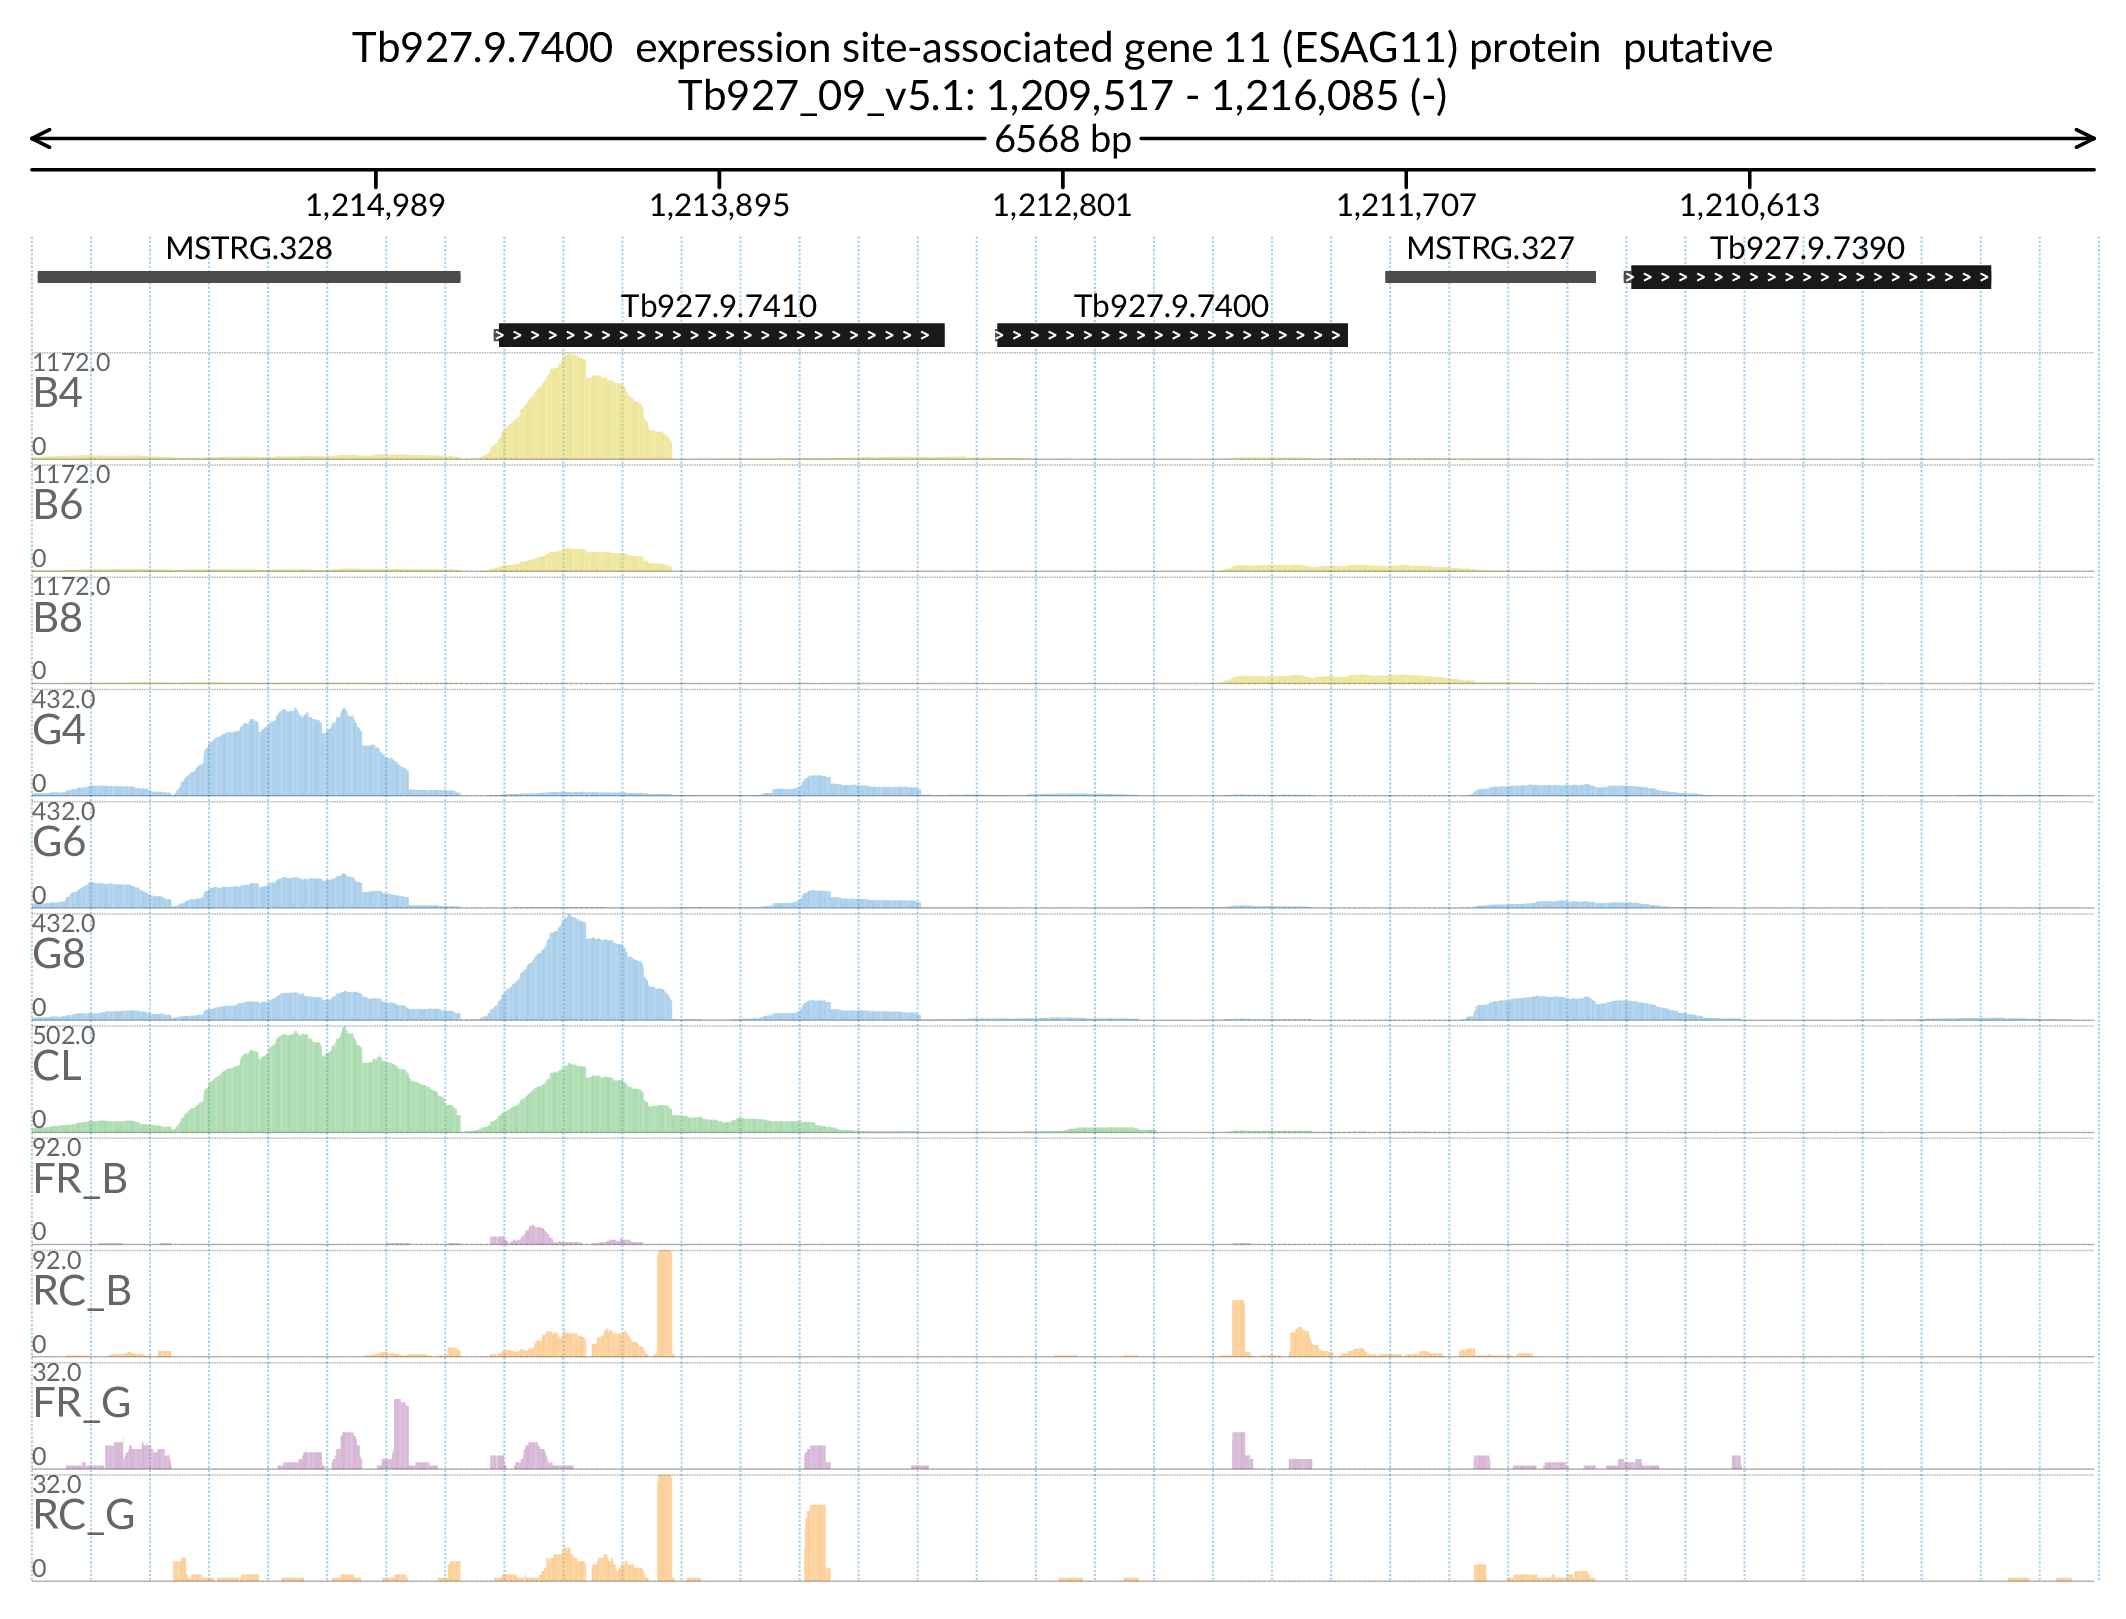 Tb927.9.7400  expression site-associated gene 11 (ESAG11) protein  putative
Tb927_09_v5.1: 1,209,517 - 1,216,085 (-)
6568 bp
1,214,989 1,213,895 1,212,801 1,211,707 1,210,613
MSTRG.328 MSTRG.327 Tb927.9.7390
Tb927.9.7410 Tb927.9.7400
1172.0
B4
0
1172.0
B6
0
1172.0
B8
0
432.0
G4
0
432.0
G6
0
432.0
G8
0
502.0
CL
0
92.0
FR_B
0
92.0
RC_B
0
32.0
FR_G
0
32.0
RC_G
0